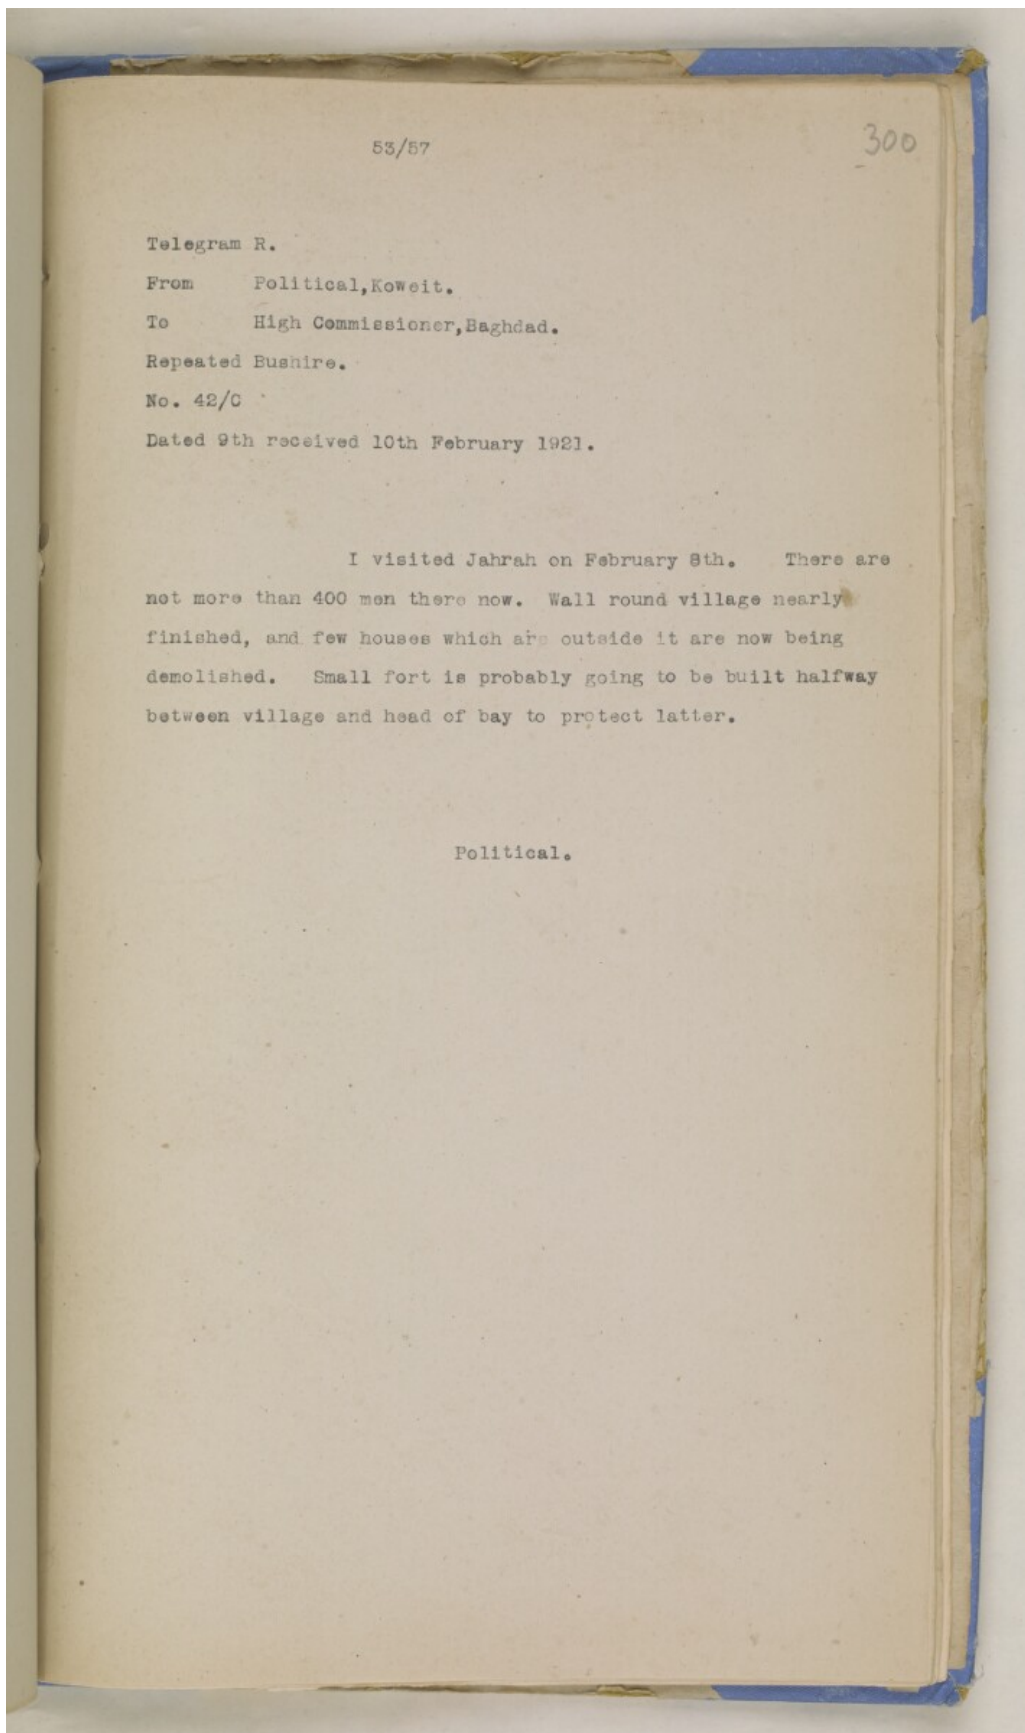 53/57
300
Telegram R.
From Political,Koweit.
To High Commissioner,Baghdad.
Repeated Bushire.
No. 42/C
Dated 9th received 10th February 1921.
I visited Jahrah on February 8th. There are
not more than 400 men there now. Wall round village nearly
finished, and few houses which are outside it are now being
demolished. Small fort is probably going to be built halfway
between village and head of bay to protect latter.
Political.